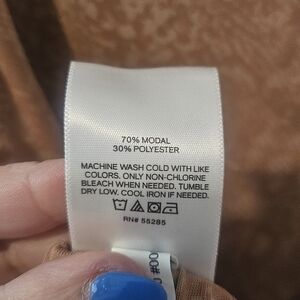 70% MODAL
30% POLYESTER
MACHINE WASH COLD WITH LIKE
COLORS. ONLY NON-CHLORINE
BLEACH WHEN NEEDED. TUMBLE
DRY LOW. COOL IRON IF NEEDED.
RN# 55285